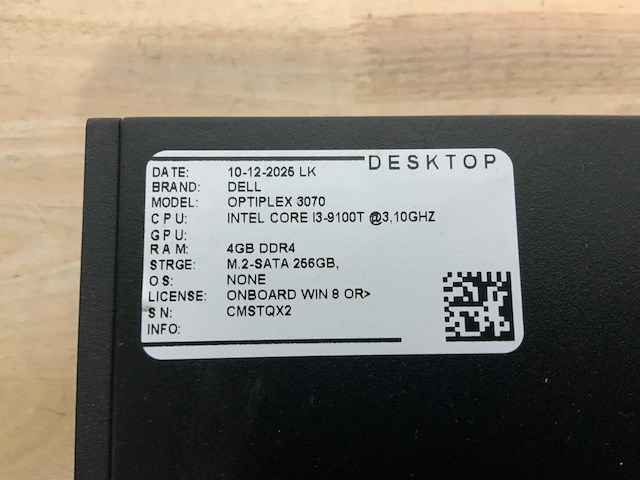 DESKTOP
DATE: 10-12-2025 LK
BRAND: DELL
MODEL: OPTIPLEX 3070
CPU: INTEL CORE I3-9100T @3,10GHZ
GPU:
RAM: 4GB DDR4
STRGE: M.2-SATA 256GB,
OS: NONE
LICENSE: ONBOARD WIN 8 OR>
SN: CMSTQX2
INFO: